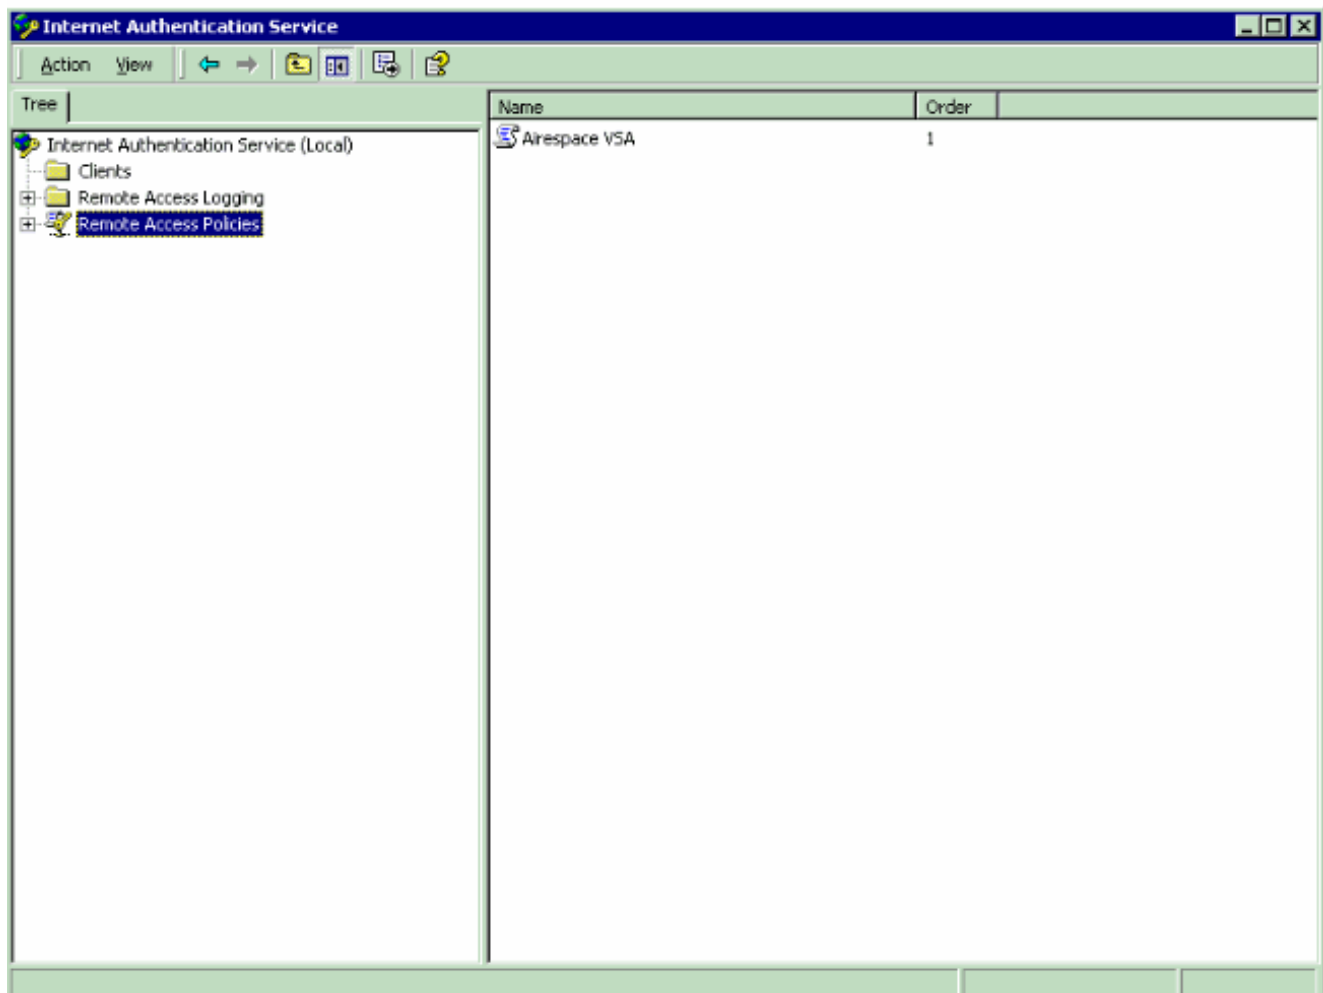 Internet Authentication Service
Action View
Tree
Name Order
Internet Authentication Service (Local)
Clients
Remote Access Logging
Remote Access Policies
Airespace VSA 1